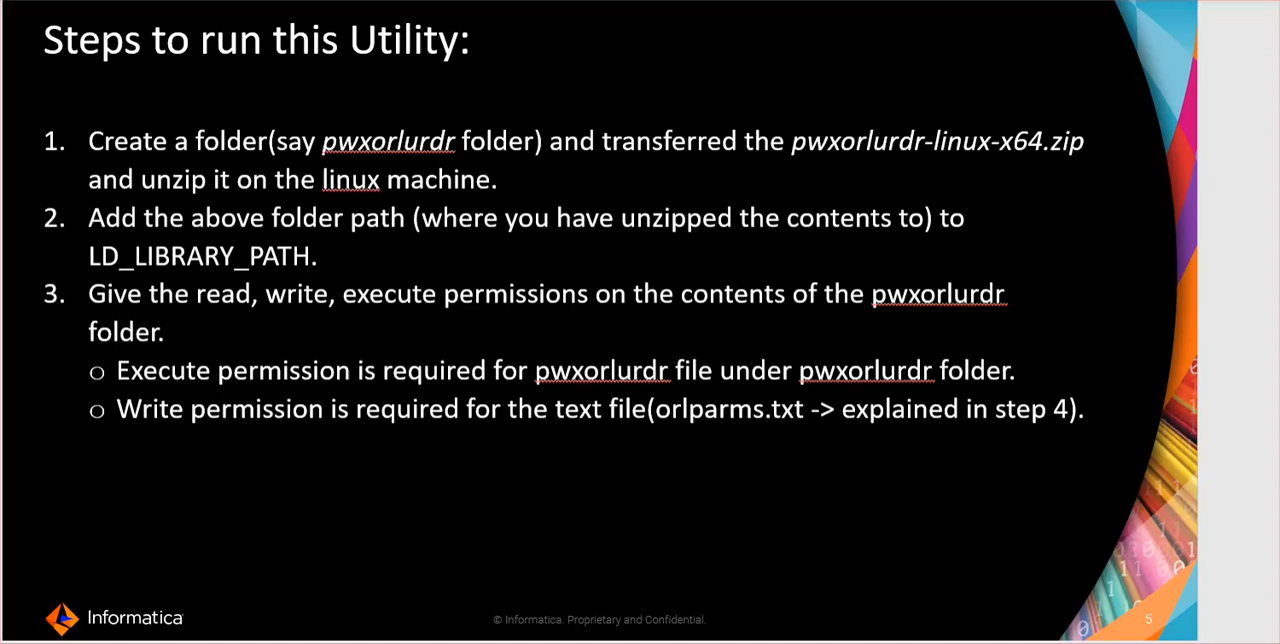 Steps to run this Utility:
1. Create a folder(say pwxorlurdr folder) and transferred the pwxorlurdr-linux-x64.zip
and unzip it on the linux machine.
2. Add the above folder path (where you have unzipped the contents to) to
LD_LIBRARY_PATH.
3. Give the read, write, execute permissions on the contents of the pwxorlurdr
folder.
o Execute permission is required for pwxorlurdr file under pwxorlurdr folder.
o Write permission is required for the text file(orlparms.txt -> explained in step 4).
Informatica
© Informatica. Proprietary and Confidential.
5